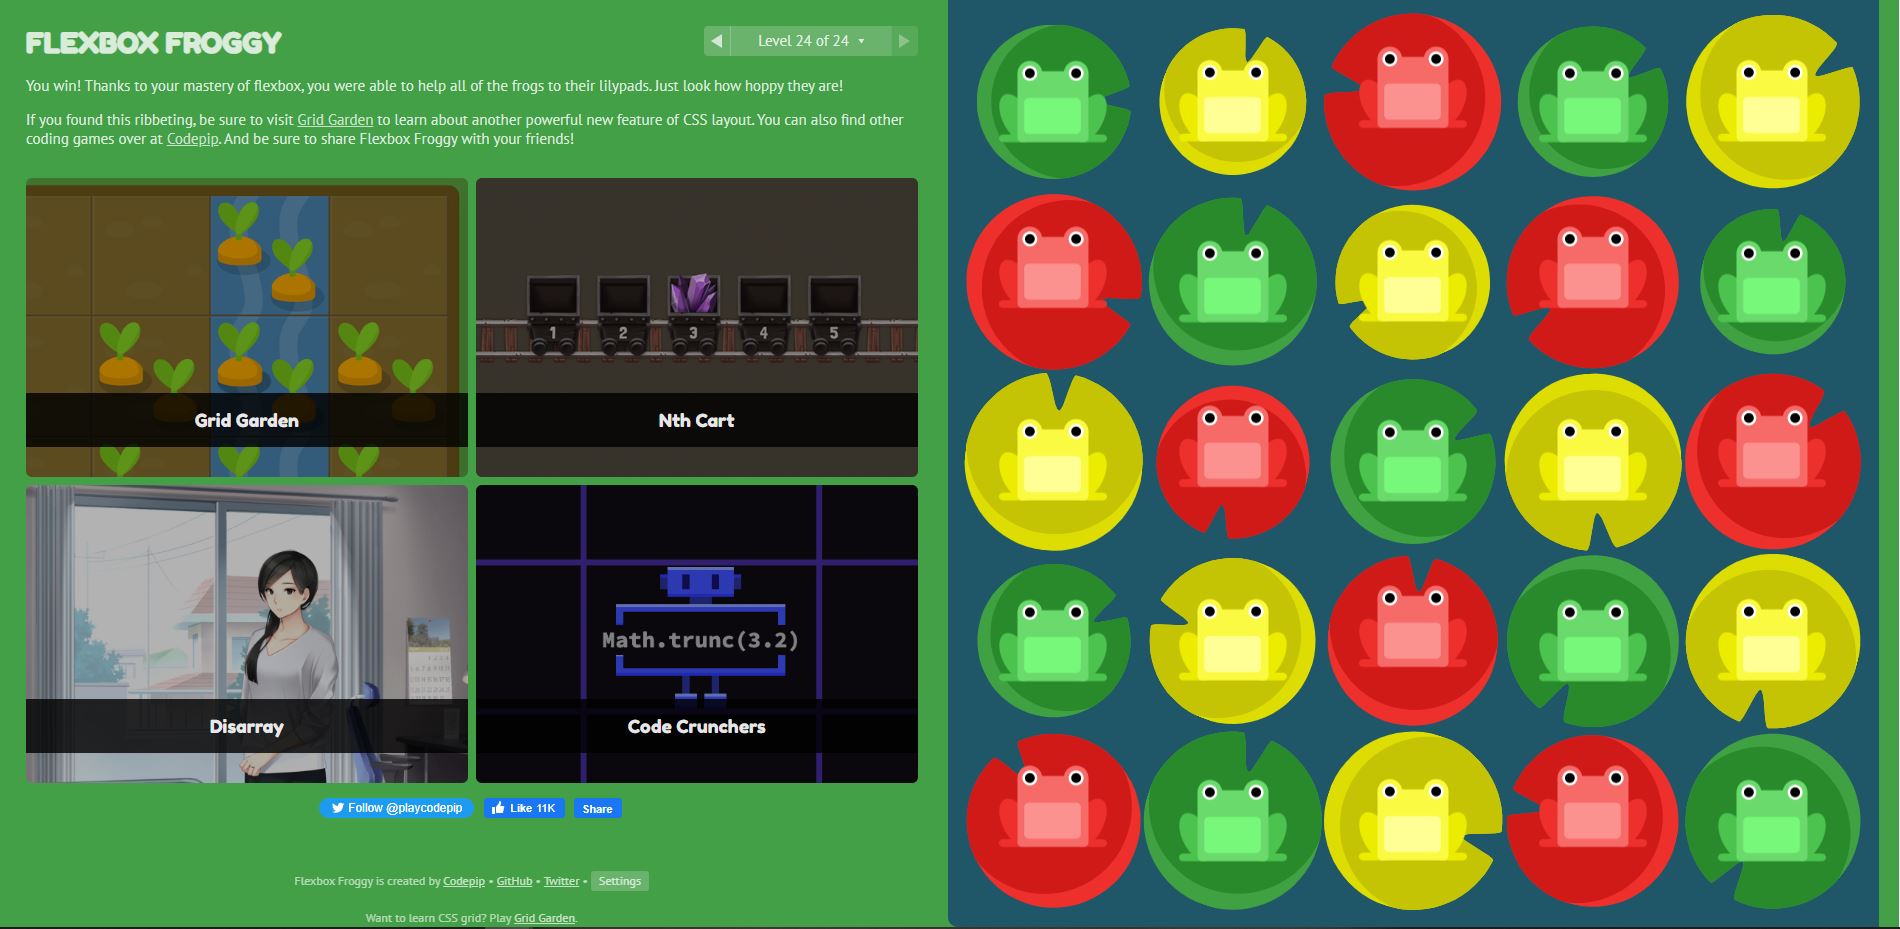 FLEXBOX FROGGY
Level 24 of 24
You win! Thanks to your mastery of flexbox, you were able to help all of the frogs to their lilypads. Just look how hoppy they are!
If you found this ribbeting, be sure to visit Grid Garden to learn about another powerful new feature of CSS layout. You can also find other
coding games over at Codepip. And be sure to share Flexbox Froggy with your friends!
Grid Garden
1 2 3 4 5
Nth Cart
Disarray
Math.trunc(3.2)
Code Crunchers
Follow @playcodepip
Like 11K
Share
Flexbox Froggy is created by Codepip • GitHub • Twitter • Settings
Want to learn CSS grid? Play Grid Garden.